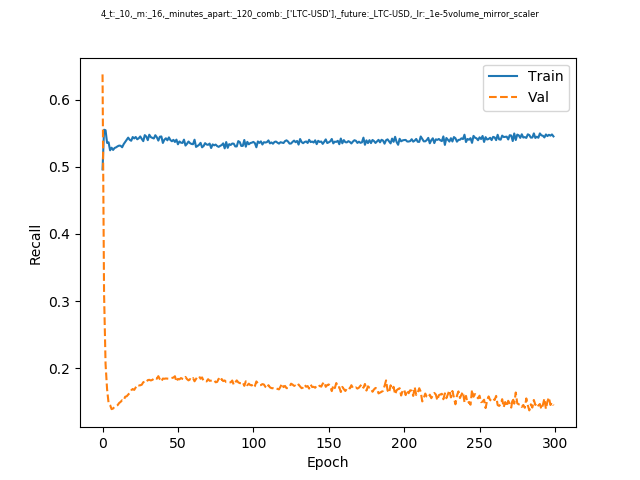 4_t:_10,_m:_16,_minutes_apart:_120_comb:_['LTC-USD'],_future:_LTC-USD,_lr:_1e-5volume_mirror_scaler
Train
Val
0.6
0.5
0.4
0.3
0.2
Recall
0 50 100 150 200 250 300
Epoch